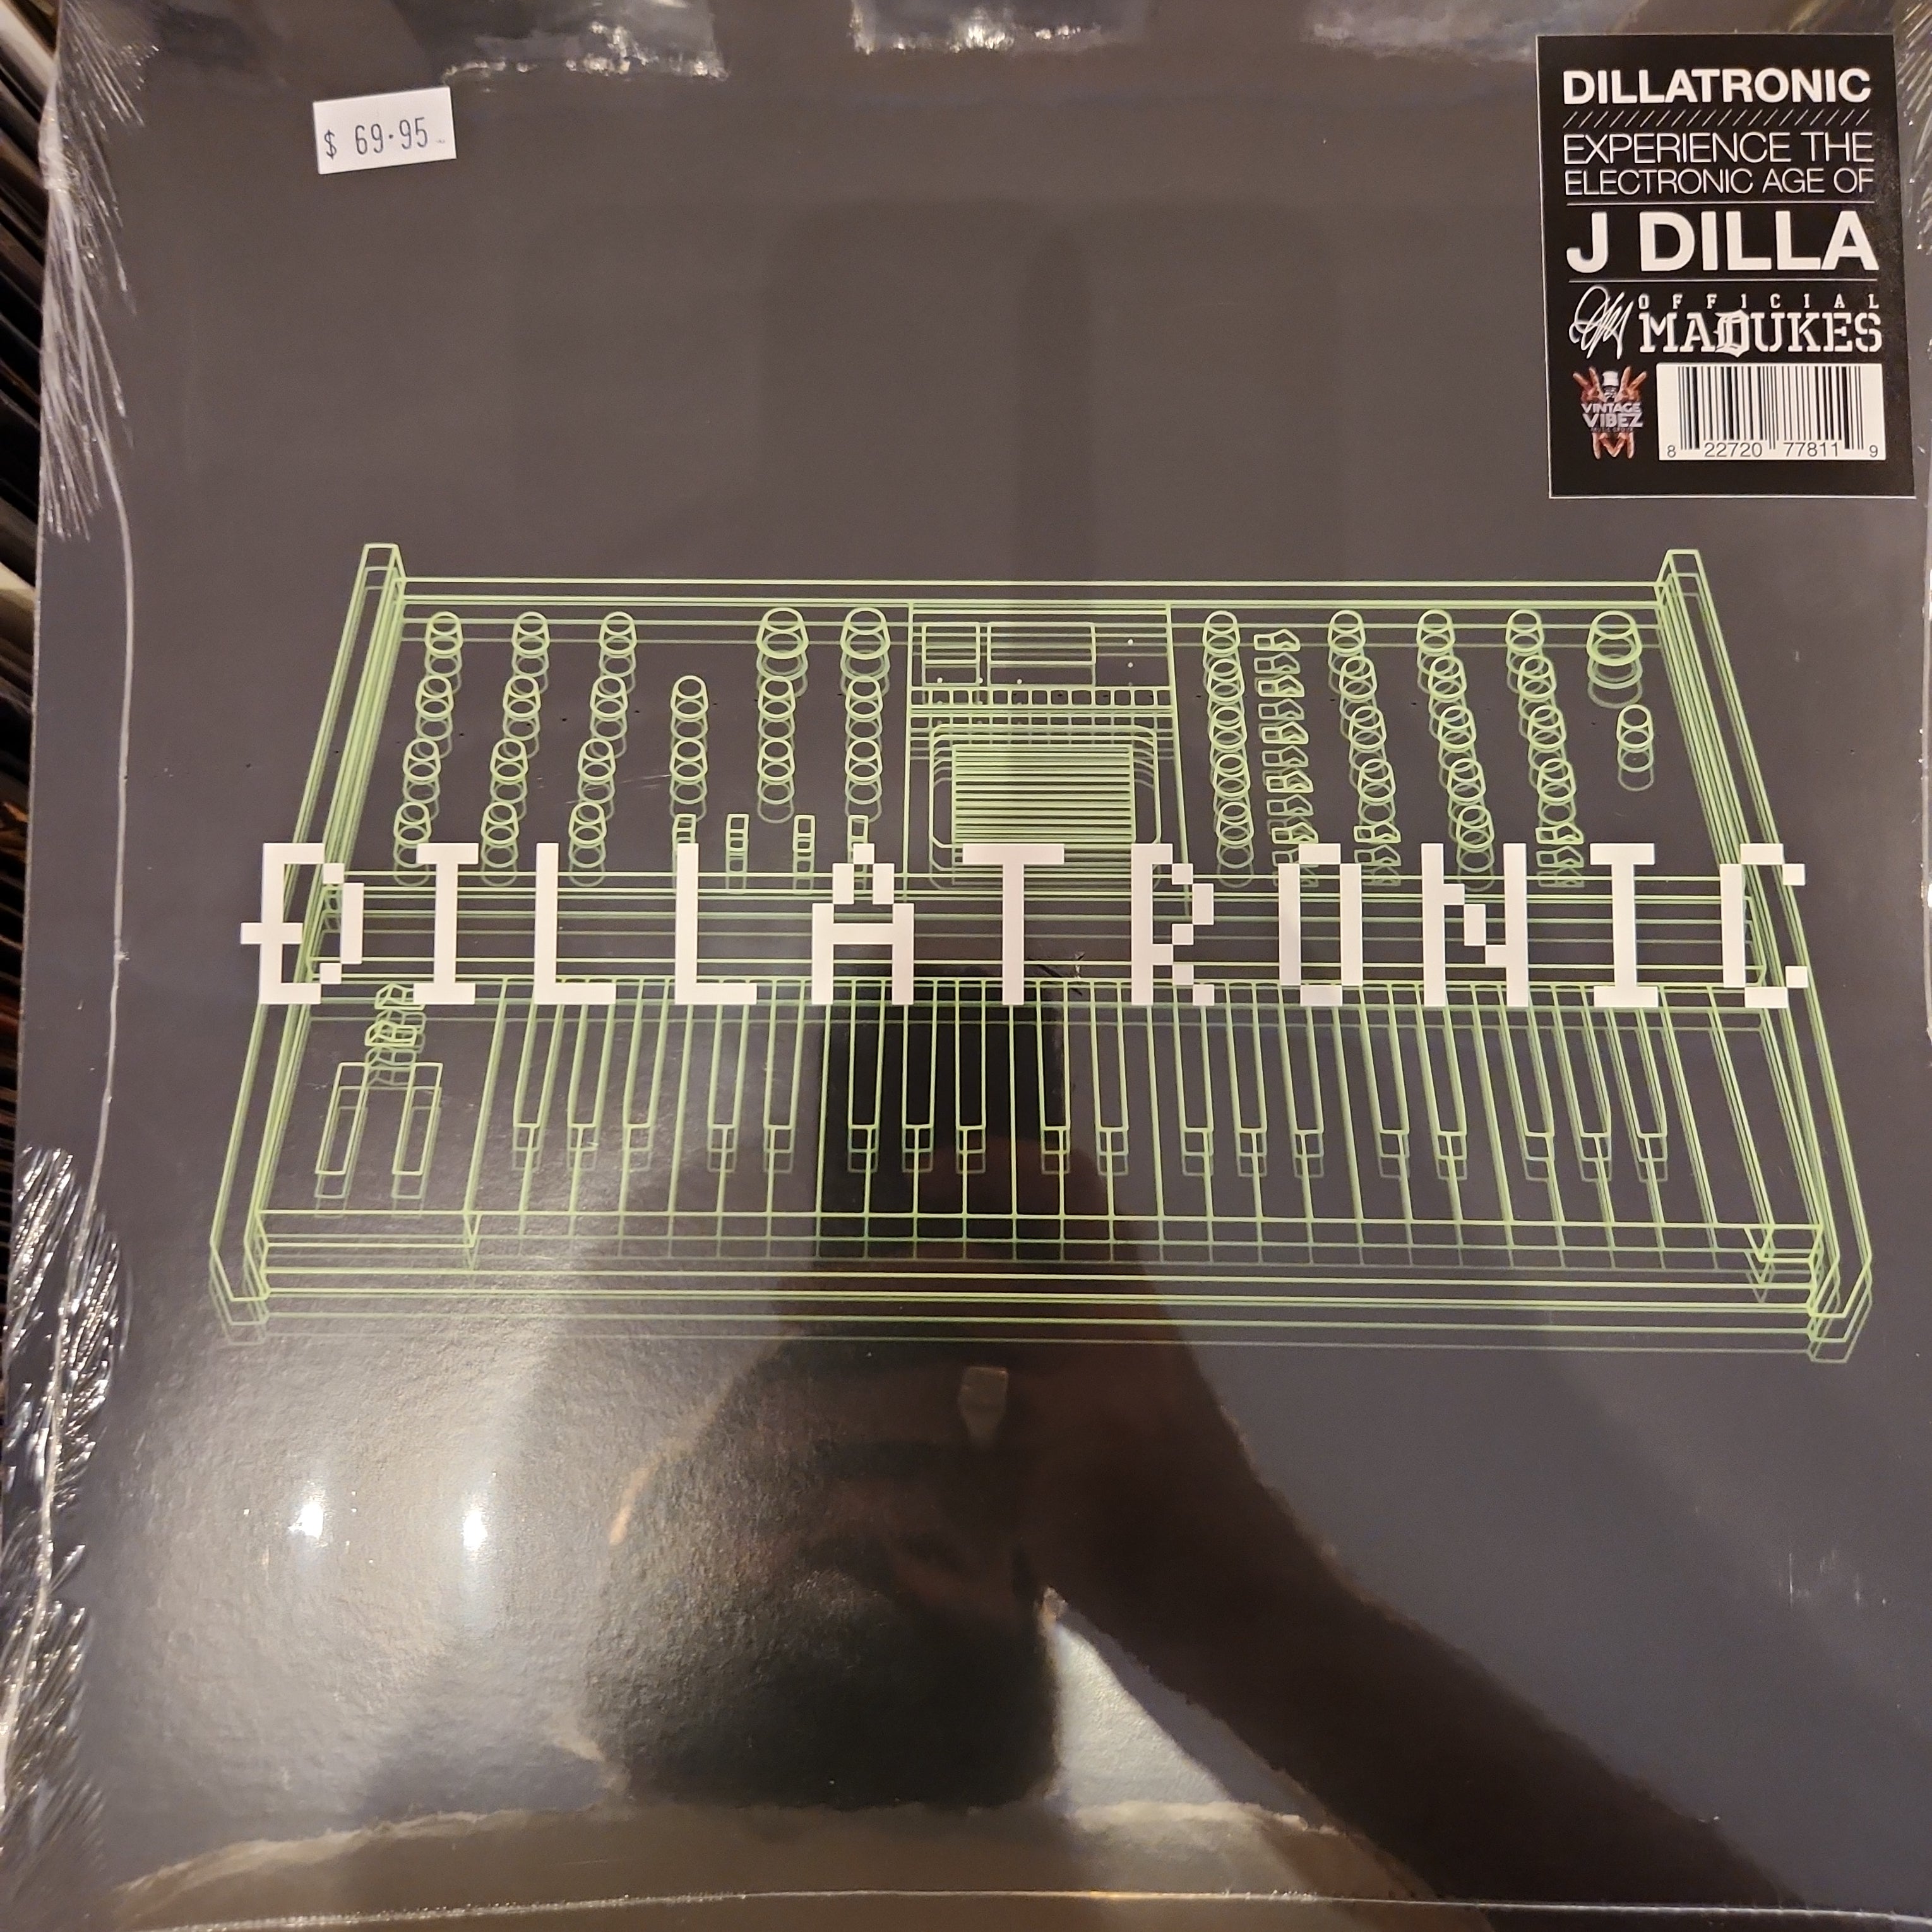 $ 69.95
DILLATRONIC
EXPERIENCE THE
ELECTRONIC AGE OF
J DILLA
OFFICIAL
MADUKES
VINTAGE
VIBEZ
8 22720 77811 9
DILLATRONIC